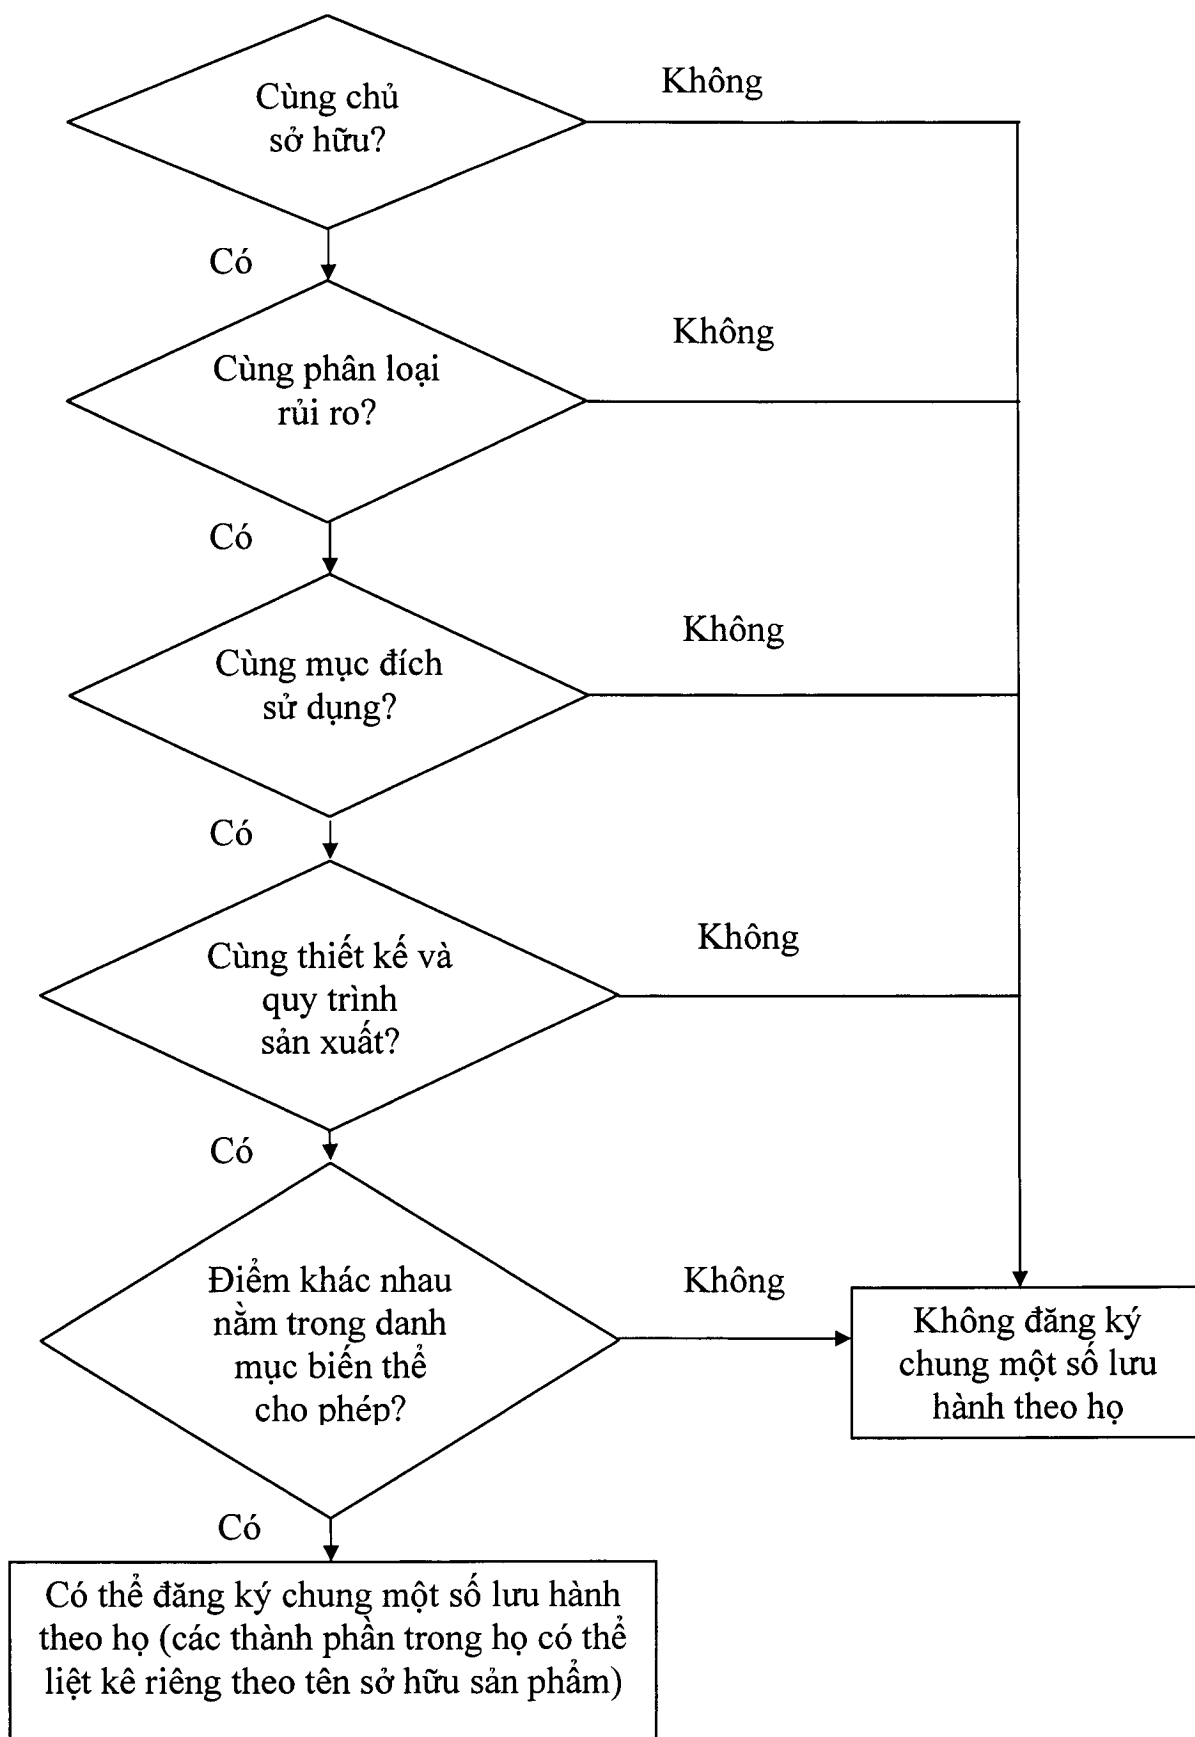 Cùng chủ
sở hữu?
Không
Có
Cùng phân loại
rủi ro?
Không
Có
Cùng mục đích
sử dụng?
Không
Có
Cùng thiết kế và
quy trình
sản xuất?
Không
Có
Điểm khác nhau
nằm trong danh
mục biến thể
cho phép?
Không
Không đăng ký
chung một số lưu
hành theo họ
Có
Có thể đăng ký chung một số lưu hành
theo họ (các thành phần trong họ có thể
liệt kê riêng theo tên sở hữu sản phẩm)